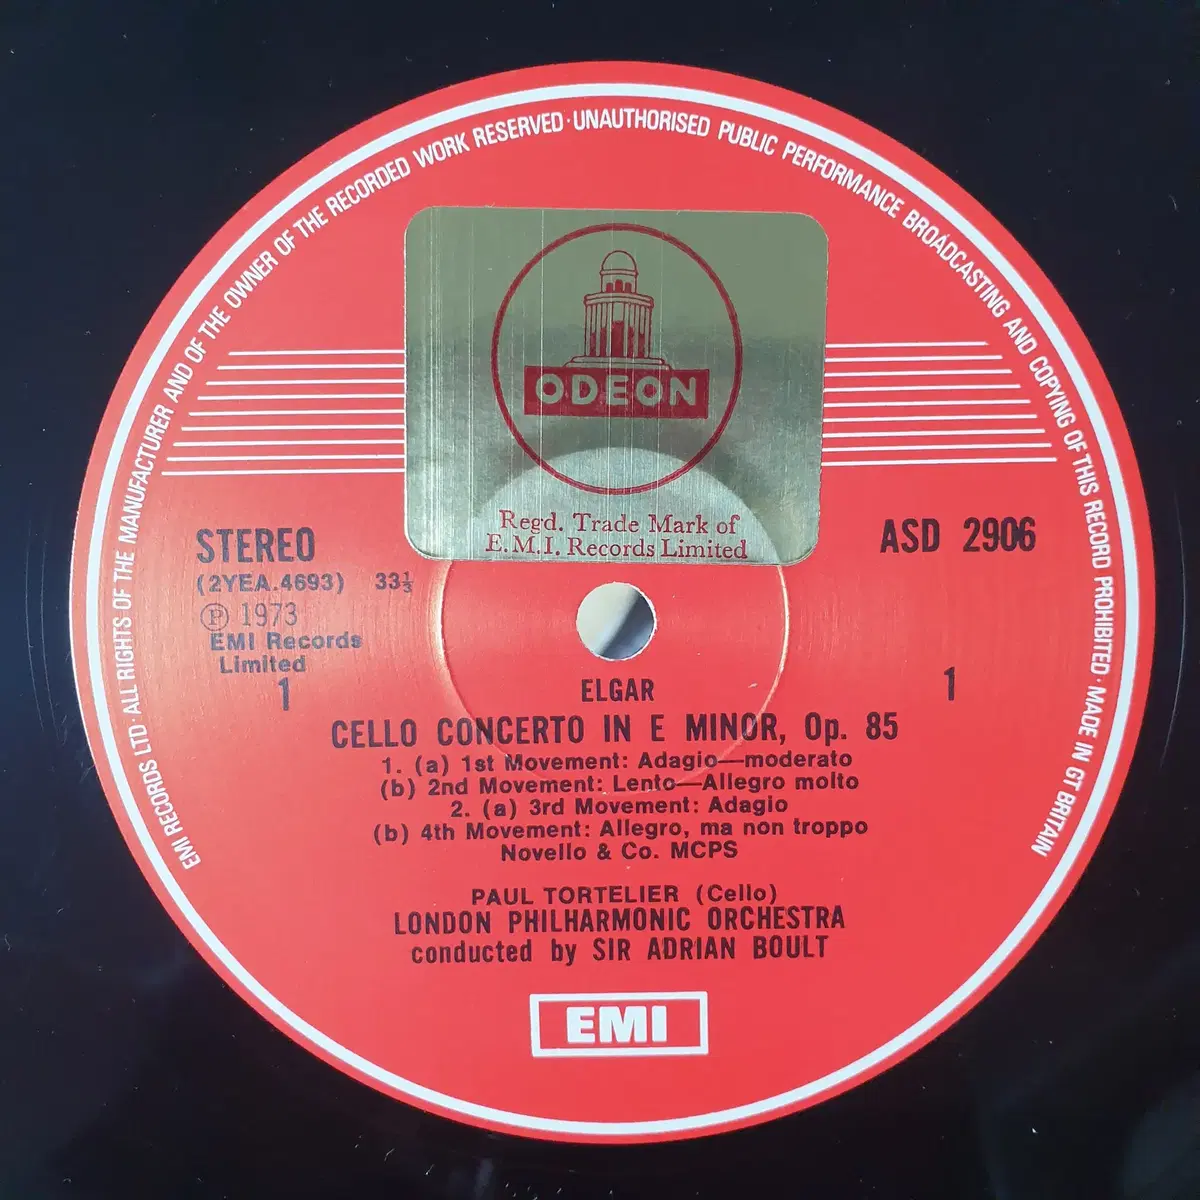 EMI RECORDS LTD · ALL RIGHTS OF THE MANUFACTURER AND OF THE OWNER OF THE RECORDED WORK RESERVED · UNAUTHORISED PUBLIC PERFORMANCE BROADCASTING AND COPYING OF THIS RECORD PROHIBITED · MADE IN GT BRITAIN
ODEON
Regd. Trade Mark of
E.M.I. Records Limited
STEREO
(2YEA.4693) 33⅓
℗ 1973
EMI Records
Limited
1
ASD 2906
1
ELGAR
CELLO CONCERTO IN E MINOR, Op. 85
1. (a) 1st Movement: Adagio—moderato
(b) 2nd Movement: Lento—Allegro molto
2. (a) 3rd Movement: Adagio
(b) 4th Movement: Allegro, ma non troppo
Novello & Co. MCPS
PAUL TORTELIER (Cello)
LONDON PHILHARMONIC ORCHESTRA
conducted by SIR ADRIAN BOULT
EMI